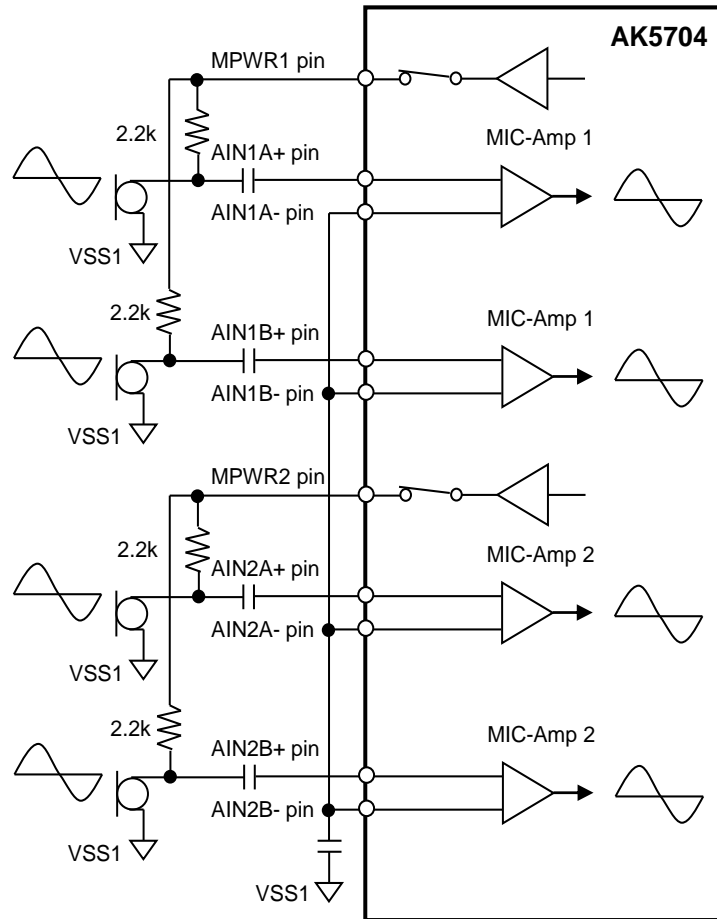 AK5704
MPWR1 pin
MIC-Amp 1
2.2k
AIN1A+ pin
AIN1A- pin
VSS1
2.2k
AIN1B+ pin
MIC-Amp 1
AIN1B- pin
VSS1
MPWR2 pin
2.2k
AIN2A+ pin
MIC-Amp 2
AIN2A- pin
VSS1
2.2k
AIN2B+ pin
MIC-Amp 2
AIN2B- pin
VSS1
VSS1